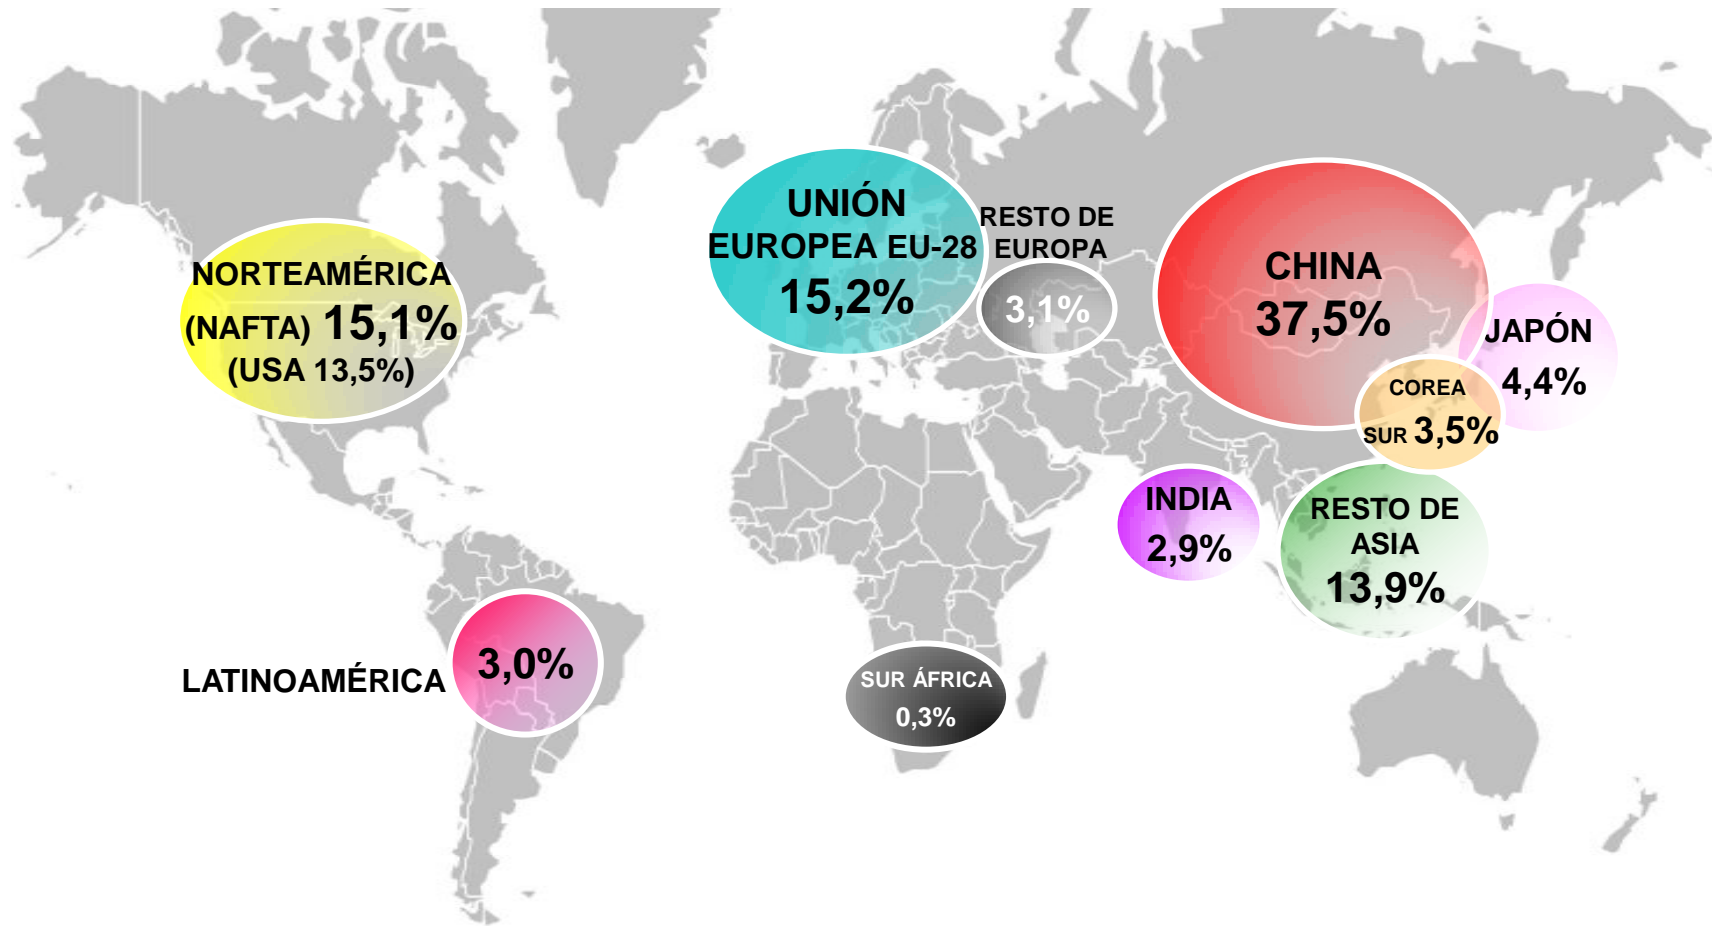 NORTEAMÉRICA
(NAFTA) 15,1%
(USA 13,5%)
UNIÓN
EUROPEA EU-28
15,2%
RESTO DE
EUROPA
3,1%
CHINA
37,5%
JAPÓN
4,4%
COREA
SUR 3,5%
INDIA
2,9%
RESTO DE
ASIA
13,9%
LATINOAMÉRICA
3,0%
SUR ÁFRICA
0,3%